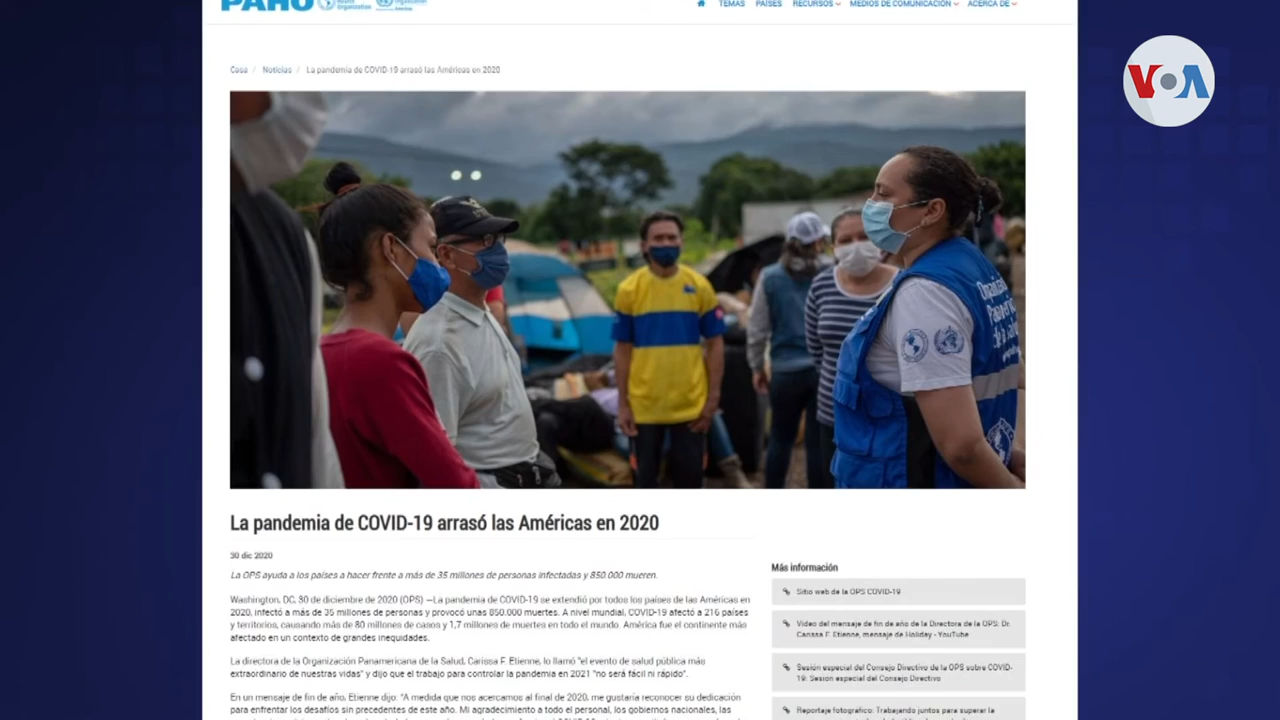 PAHO
Organization
Américas
TEMAS PAÍSES RECURSOS MEDIOS DE COMUNICACIÓN ACERCA DE
VOA
Casa / Noticias / La pandemia de COVID-19 arrasó las Américas en 2020
La pandemia de COVID-19 arrasó las Américas en 2020
30 dic 2020
La OPS ayuda a los países a hacer frente a más de 35 millones de personas infectadas y 850.000 mueren.
Washington, DC, 30 de diciembre de 2020 (OPS) —La pandemia de COVID-19 se extendió por todos los países de las Américas en
2020, infectó a más de 35 millones de personas y provocó unas 850.000 muertes. A nivel mundial, COVID-19 afectó a 216 países
y territorios, causando más de 80 millones de casos y 1,7 millones de muertes en todo el mundo. América fue el continente más
afectado en un contexto de grandes inequidades.
La directora de la Organización Panamericana de la Salud, Carissa F. Etienne, lo llamó "el evento de salud pública más
extraordinario de nuestras vidas" y dijo que el trabajo para controlar la pandemia en 2021 "no será fácil ni rápido".
En un mensaje de fin de año, Etienne dijo: "A medida que nos acercamos al final de 2020, me gustaría reconocer su dedicación
para enfrentar los desafíos sin precedentes de este año. Mi agradecimiento a todo el personal, los gobiernos nacionales, las
Más información
Sitio web de la OPS COVID-19
Video del mensaje de fin de año de la Directora de la OPS: Dr.
Carissa F. Etienne, mensaje de Holiday - YouTube
Sesión especial del Consejo Directivo de la OPS sobre COVID-
19: Sesión especial del Consejo Directivo
Reportaje fotográfico: Trabajando juntos para superar la